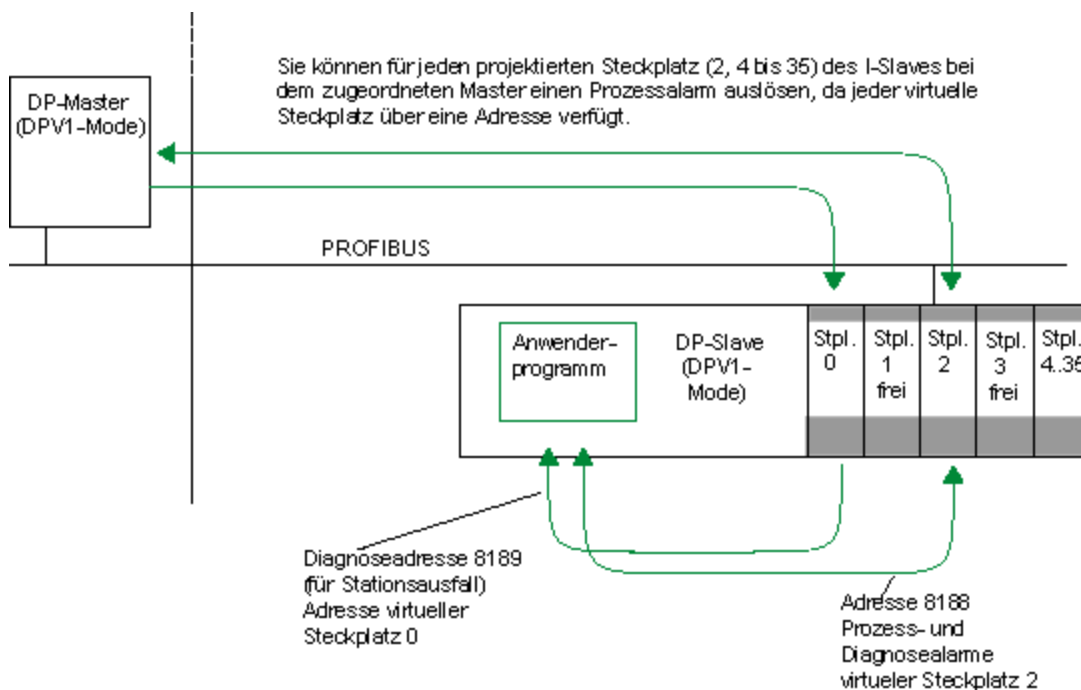 Sie können für jeden projektierten Steckplatz (2, 4 bis 35) des I-Slaves bei
dem zugeordneten Master einen Prozessalarm auslösen, da jeder virtuelle
Steckplatz über eine Adresse verfügt.
DP-Master
(DPV1-Mode)
PROFIBUS
Anwender-
programm
DP-Slave
(DPV1-
Mode)
Stpl.
0
Stpl.
1
frei
Stpl.
2
Stpl.
3
frei
Stpl.
4..35
Diagnoseadresse 8189
(für Stationsausfall)
Adresse virtueller
Steckplatz 0
Adresse 8188
Prozess- und
Diagnosealarme
virtueler Steckplatz 2